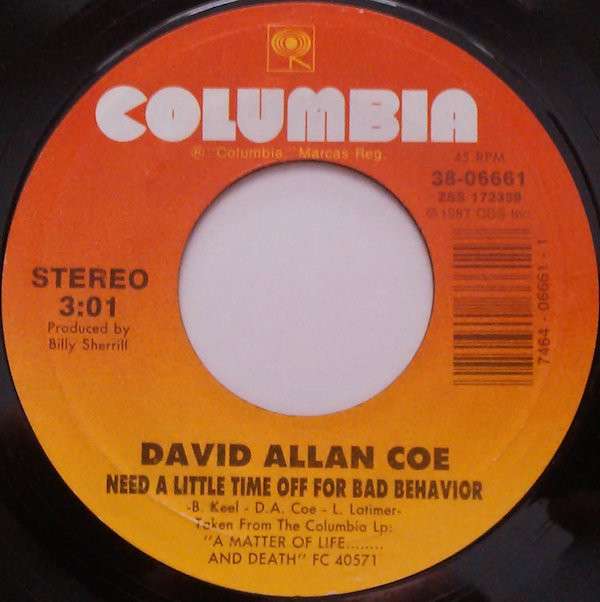 COLUMBIA
® "Columbia," Marcas Reg.
45 RPM
38-06661
ZSS 172359
© 1987 CBS Inc.
STEREO
3:01
Produced by
Billy Sherrill
7464-06661-1
DAVID ALLAN COE
NEED A LITTLE TIME OFF FOR BAD BEHAVIOR
-B. Keel - D.A. Coe - L. Latimer-
Taken From The Columbia Lp:
"A MATTER OF LIFE........
AND DEATH" FC 40571